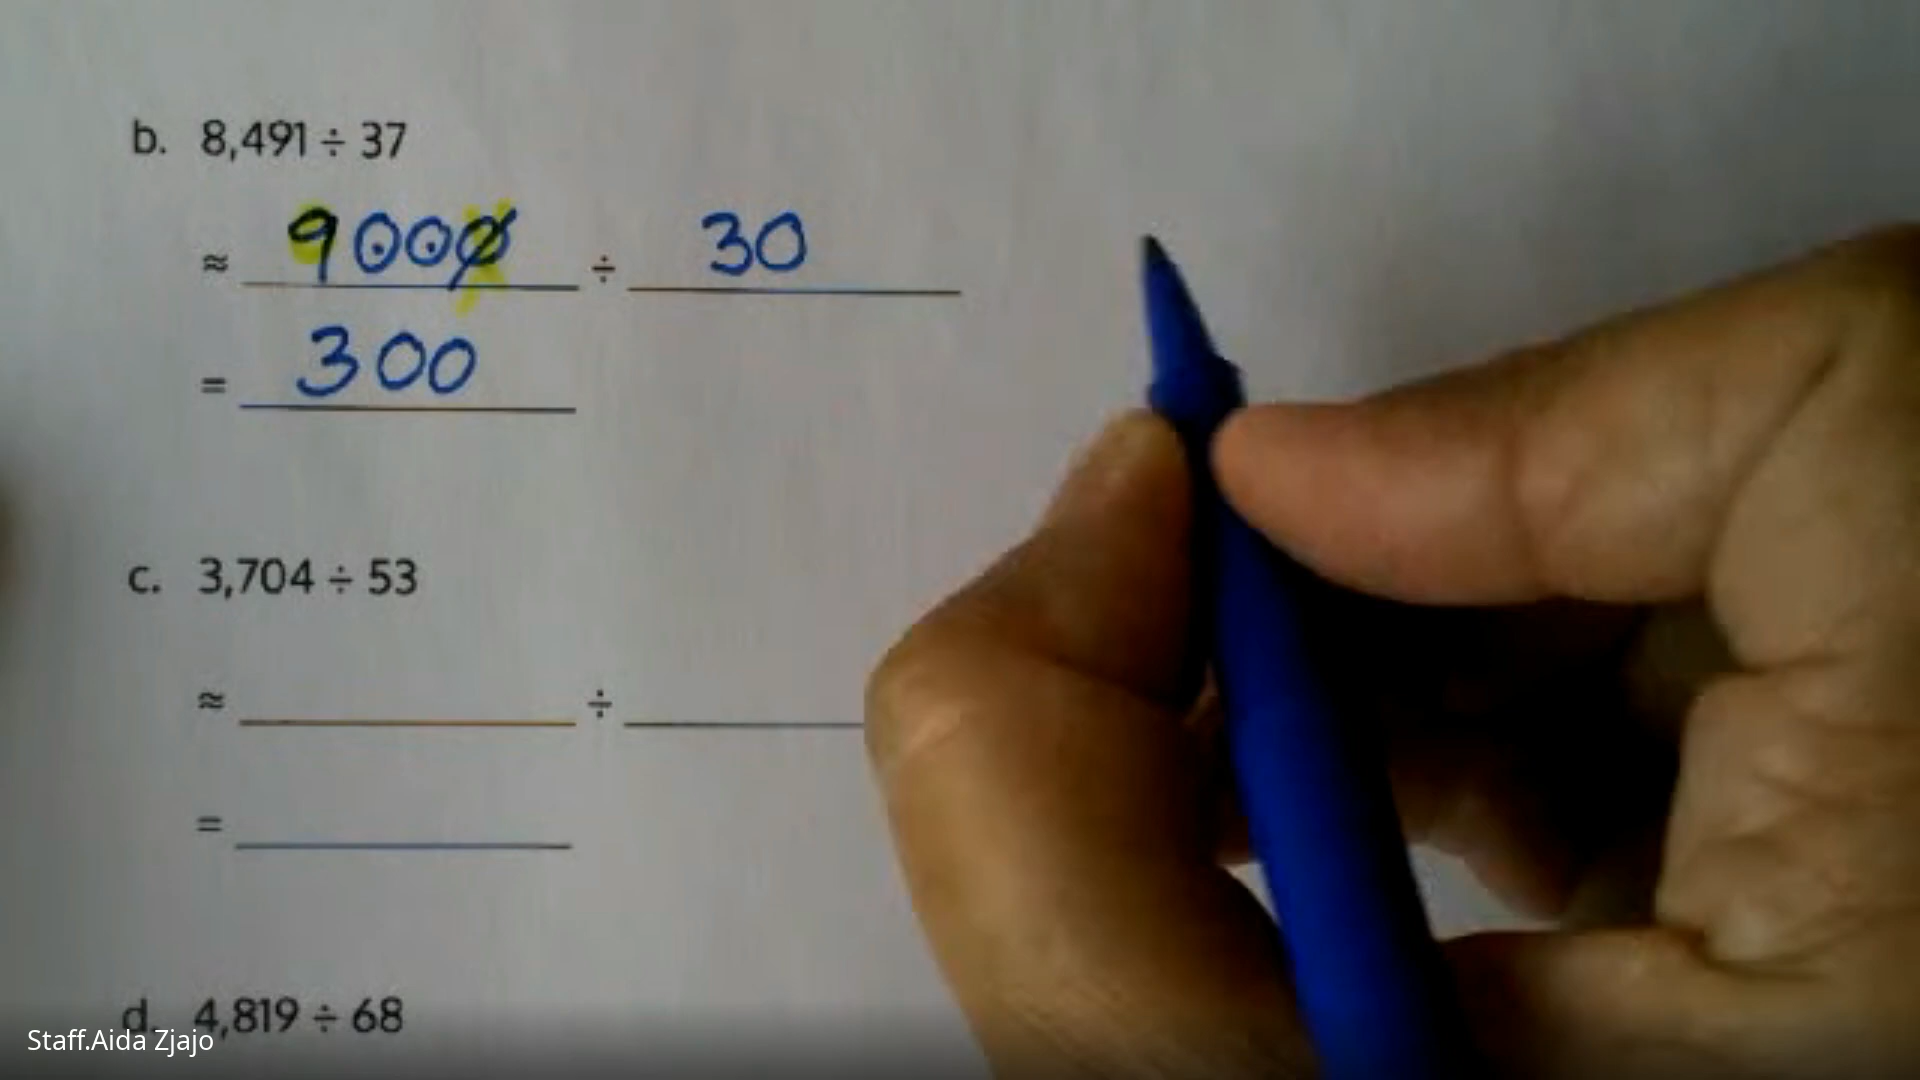 b. 8,491 ÷ 37
≈ 9000 ÷ 30
= 300
c. 3,704 ÷ 53
≈ ÷
=
d. 4,819 ÷ 68
Staff.Aida Zjajo